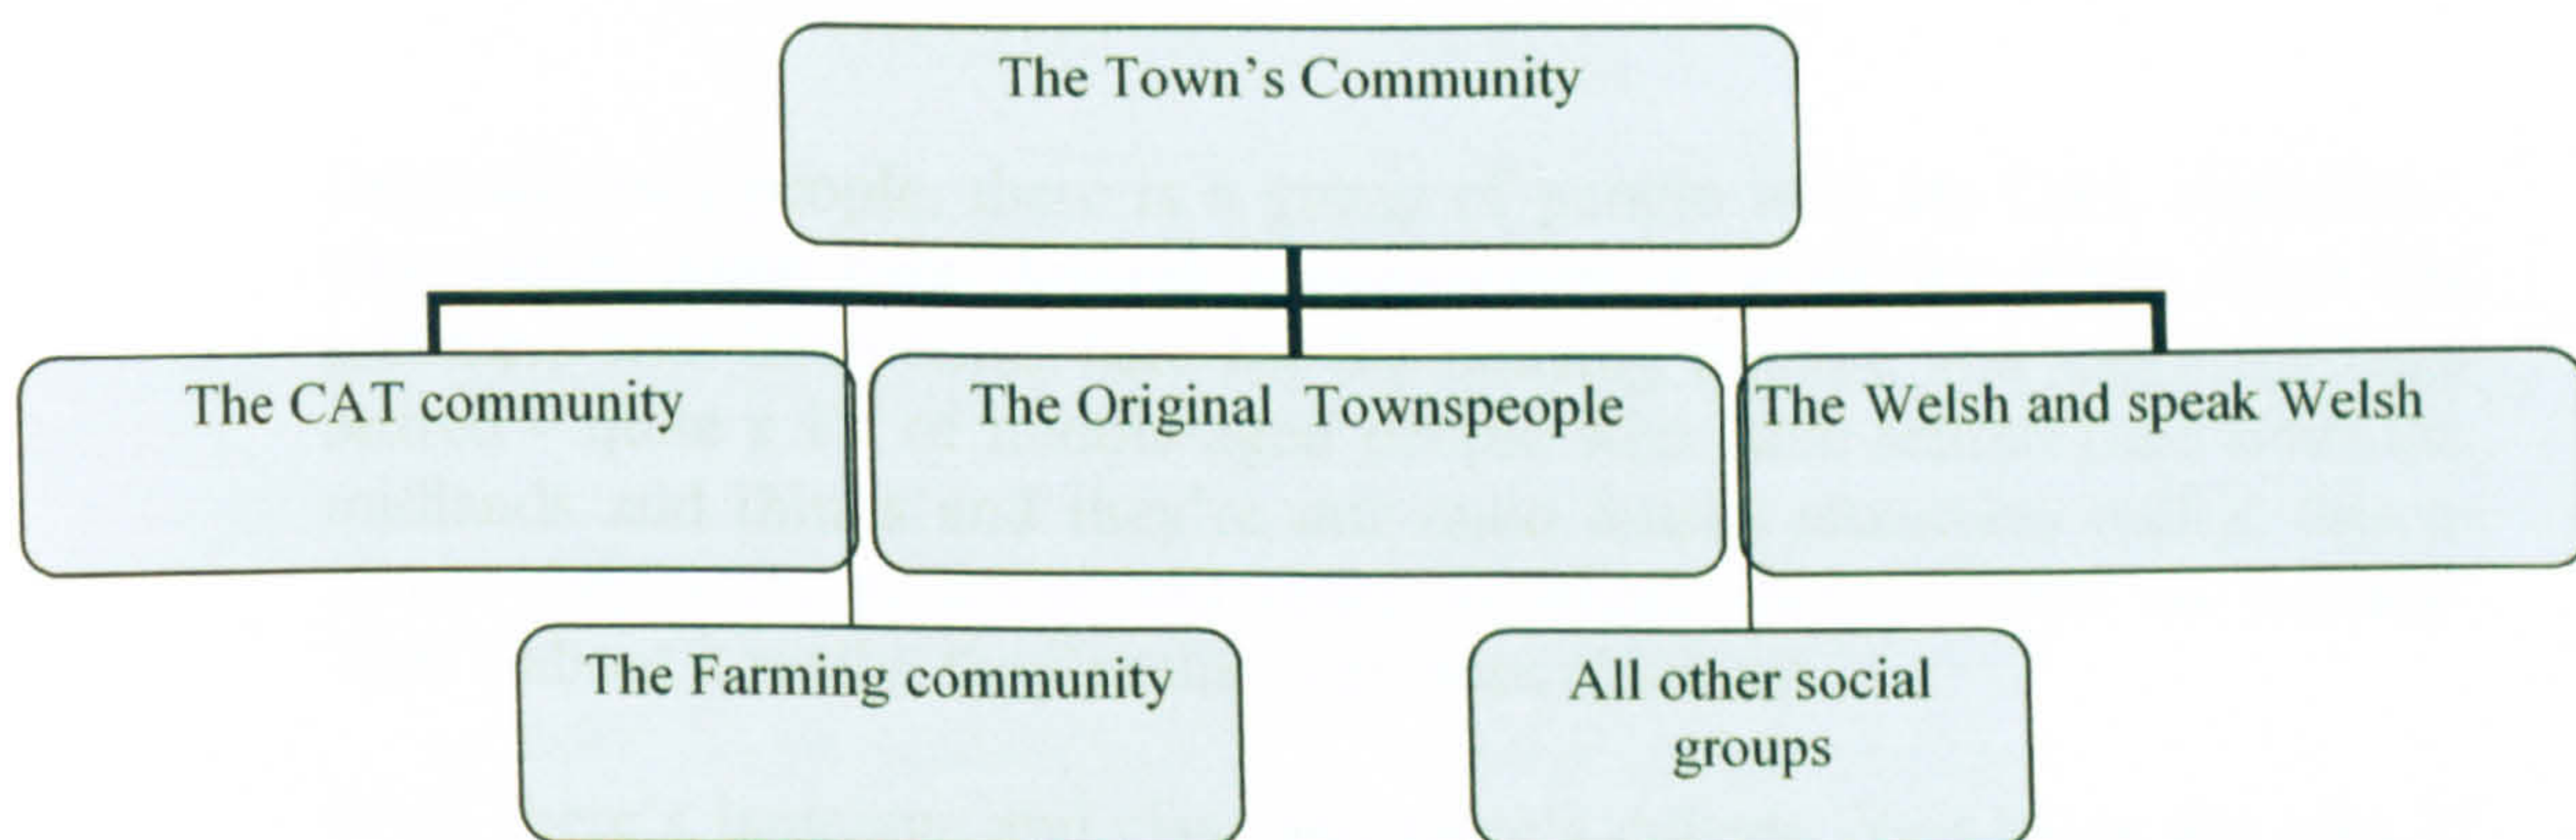 The Town's Community
The CAT community
The Original Townspeople
The Welsh and speak Welsh
The Farming community
All other social
groups